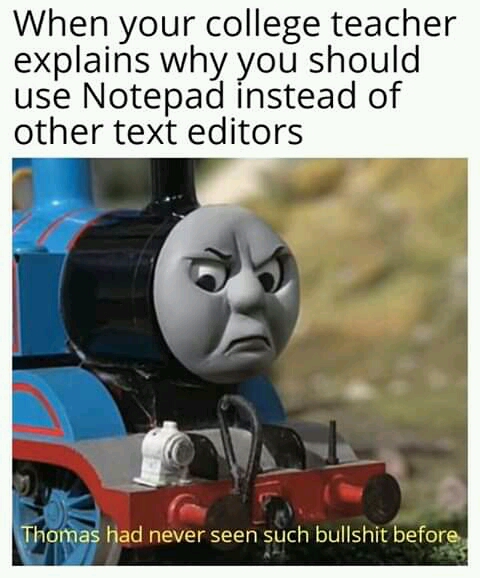 When your college teacher
explains why you should
use Notepad instead of
other text editors
Thomas had never seen such bullshit before